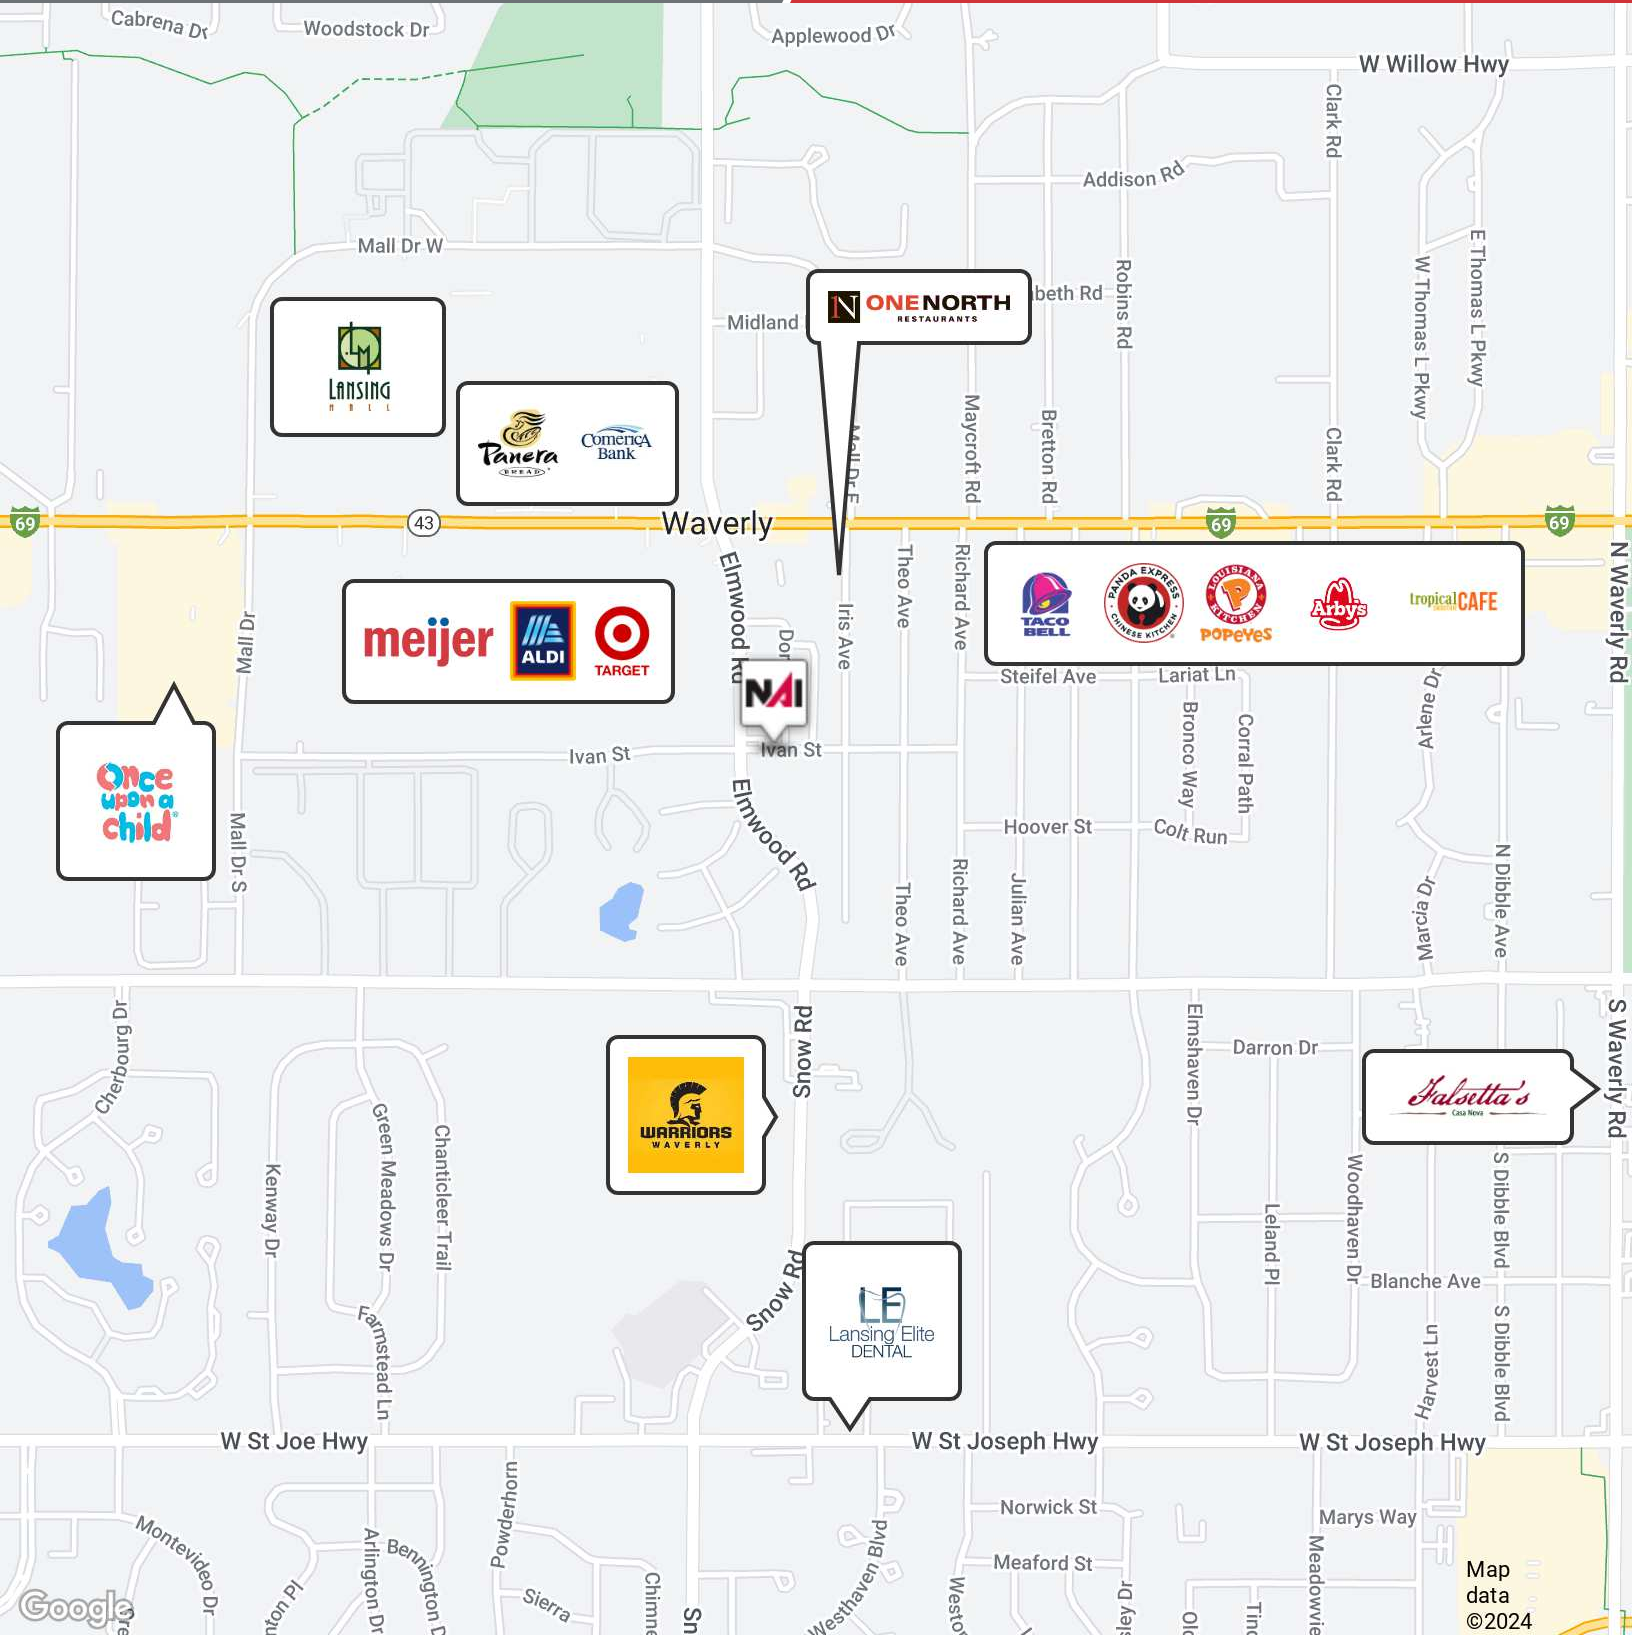 Cabrena Dr
Woodstock Dr
Applewood Dr
W Willow Hwy
Clark Rd
Addison Rd
Mall Dr W
E Thomas L Pkwy
W Thomas L Pkwy
Robins Rd
1N ONENORTH
RESTAURANTS
Midland
LM
LANSING
MALL
Panera
BREAD
Comerica
Bank
Mall Dr E
Maycroft Rd
Bretton Rd
Clark Rd
69
43
Waverly
69
69
Elmwood Rd
Theo Ave
Richard Ave
N Waverly Rd
meijer
ALDI
TARGET
TACO
BELL
PANDA EXPRESS
CHINESE KITCHEN
LOUISIANA
KITCHEN
POPEYES
Arby's
tropical CAFE
Mall Dr
Iris Ave
Steifel Ave
Lariat Ln
Arlene Dr
NAI
Bronco Way
Corral Path
Ivan St
Ivan St
Once
upon a
child
Elmwood Rd
Mall Dr S
Hoover St
Colt Run
Theo Ave
Richard Ave
Julian Ave
Marcia Dr
N Dibble Ave
Cherbourg Dr
Snow Rd
Elmshaven Dr
Darron Dr
S Waverly Rd
WARRIORS
WAVERLY
Falsetta's
Casa Nova
Kenway Dr
Green Meadows Dr
Chanticleer Trail
Leland Pl
Woodhaven Dr
S Dibble Blvd
Blanche Ave
Snow Rd
LE
Lansing Elite
DENTAL
Farmstead Ln
Harvest Ln
S Dibble Blvd
W St Joe Hwy
W St Joseph Hwy
W St Joseph Hwy
Powderhorn
Norwick St
Marys Way
Montevideo Dr
Arlington Dr
Bennington D
Westhaven Blvd
Meaford St
Sierra
Map
data
©2024
Google